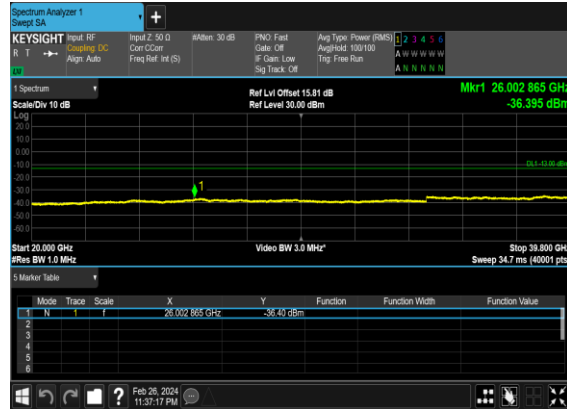 Spectrum Analyzer 1
Swept SA
+
KEYSIGHT
R T
Input: RF
Coupling: DC
Align: Auto
Input Z: 50 Ω
Corr CCorr
Freq Ref: Int (S)
#Atten: 30 dB
PNO: Fast
Gate: Off
IF Gain: Low
Sig Track: Off
Avg Type: Power (RMS)
Avg|Hold: 100/100
Trig: Free Run
1 2 3 4 5 6
A W W W W W
A N N N N N
1 Spectrum
Scale/Div 10 dB
Ref Lvl Offset 15.81 dB
Ref Level 30.00 dBm
Mkr1 26.002 865 GHz
-36.395 dBm
Log
20.0
10.0
0.00
-10.0
-20.0
-30.0
-40.0
-50.0
-60.0
1
DL1 -13.00 dBm
Start 20.000 GHz
#Res BW 1.0 MHz
Video BW 3.0 MHz*
Stop 39.800 GHz
Sweep 34.7 ms (40001 pts)
5 Marker Table
Mode Trace Scale X Y Function Function Width Function Value
1 N 1 f 26.002 865 GHz -36.40 dBm
2
3
4
5
6
?
Feb 26, 2024
11:37:17 PM